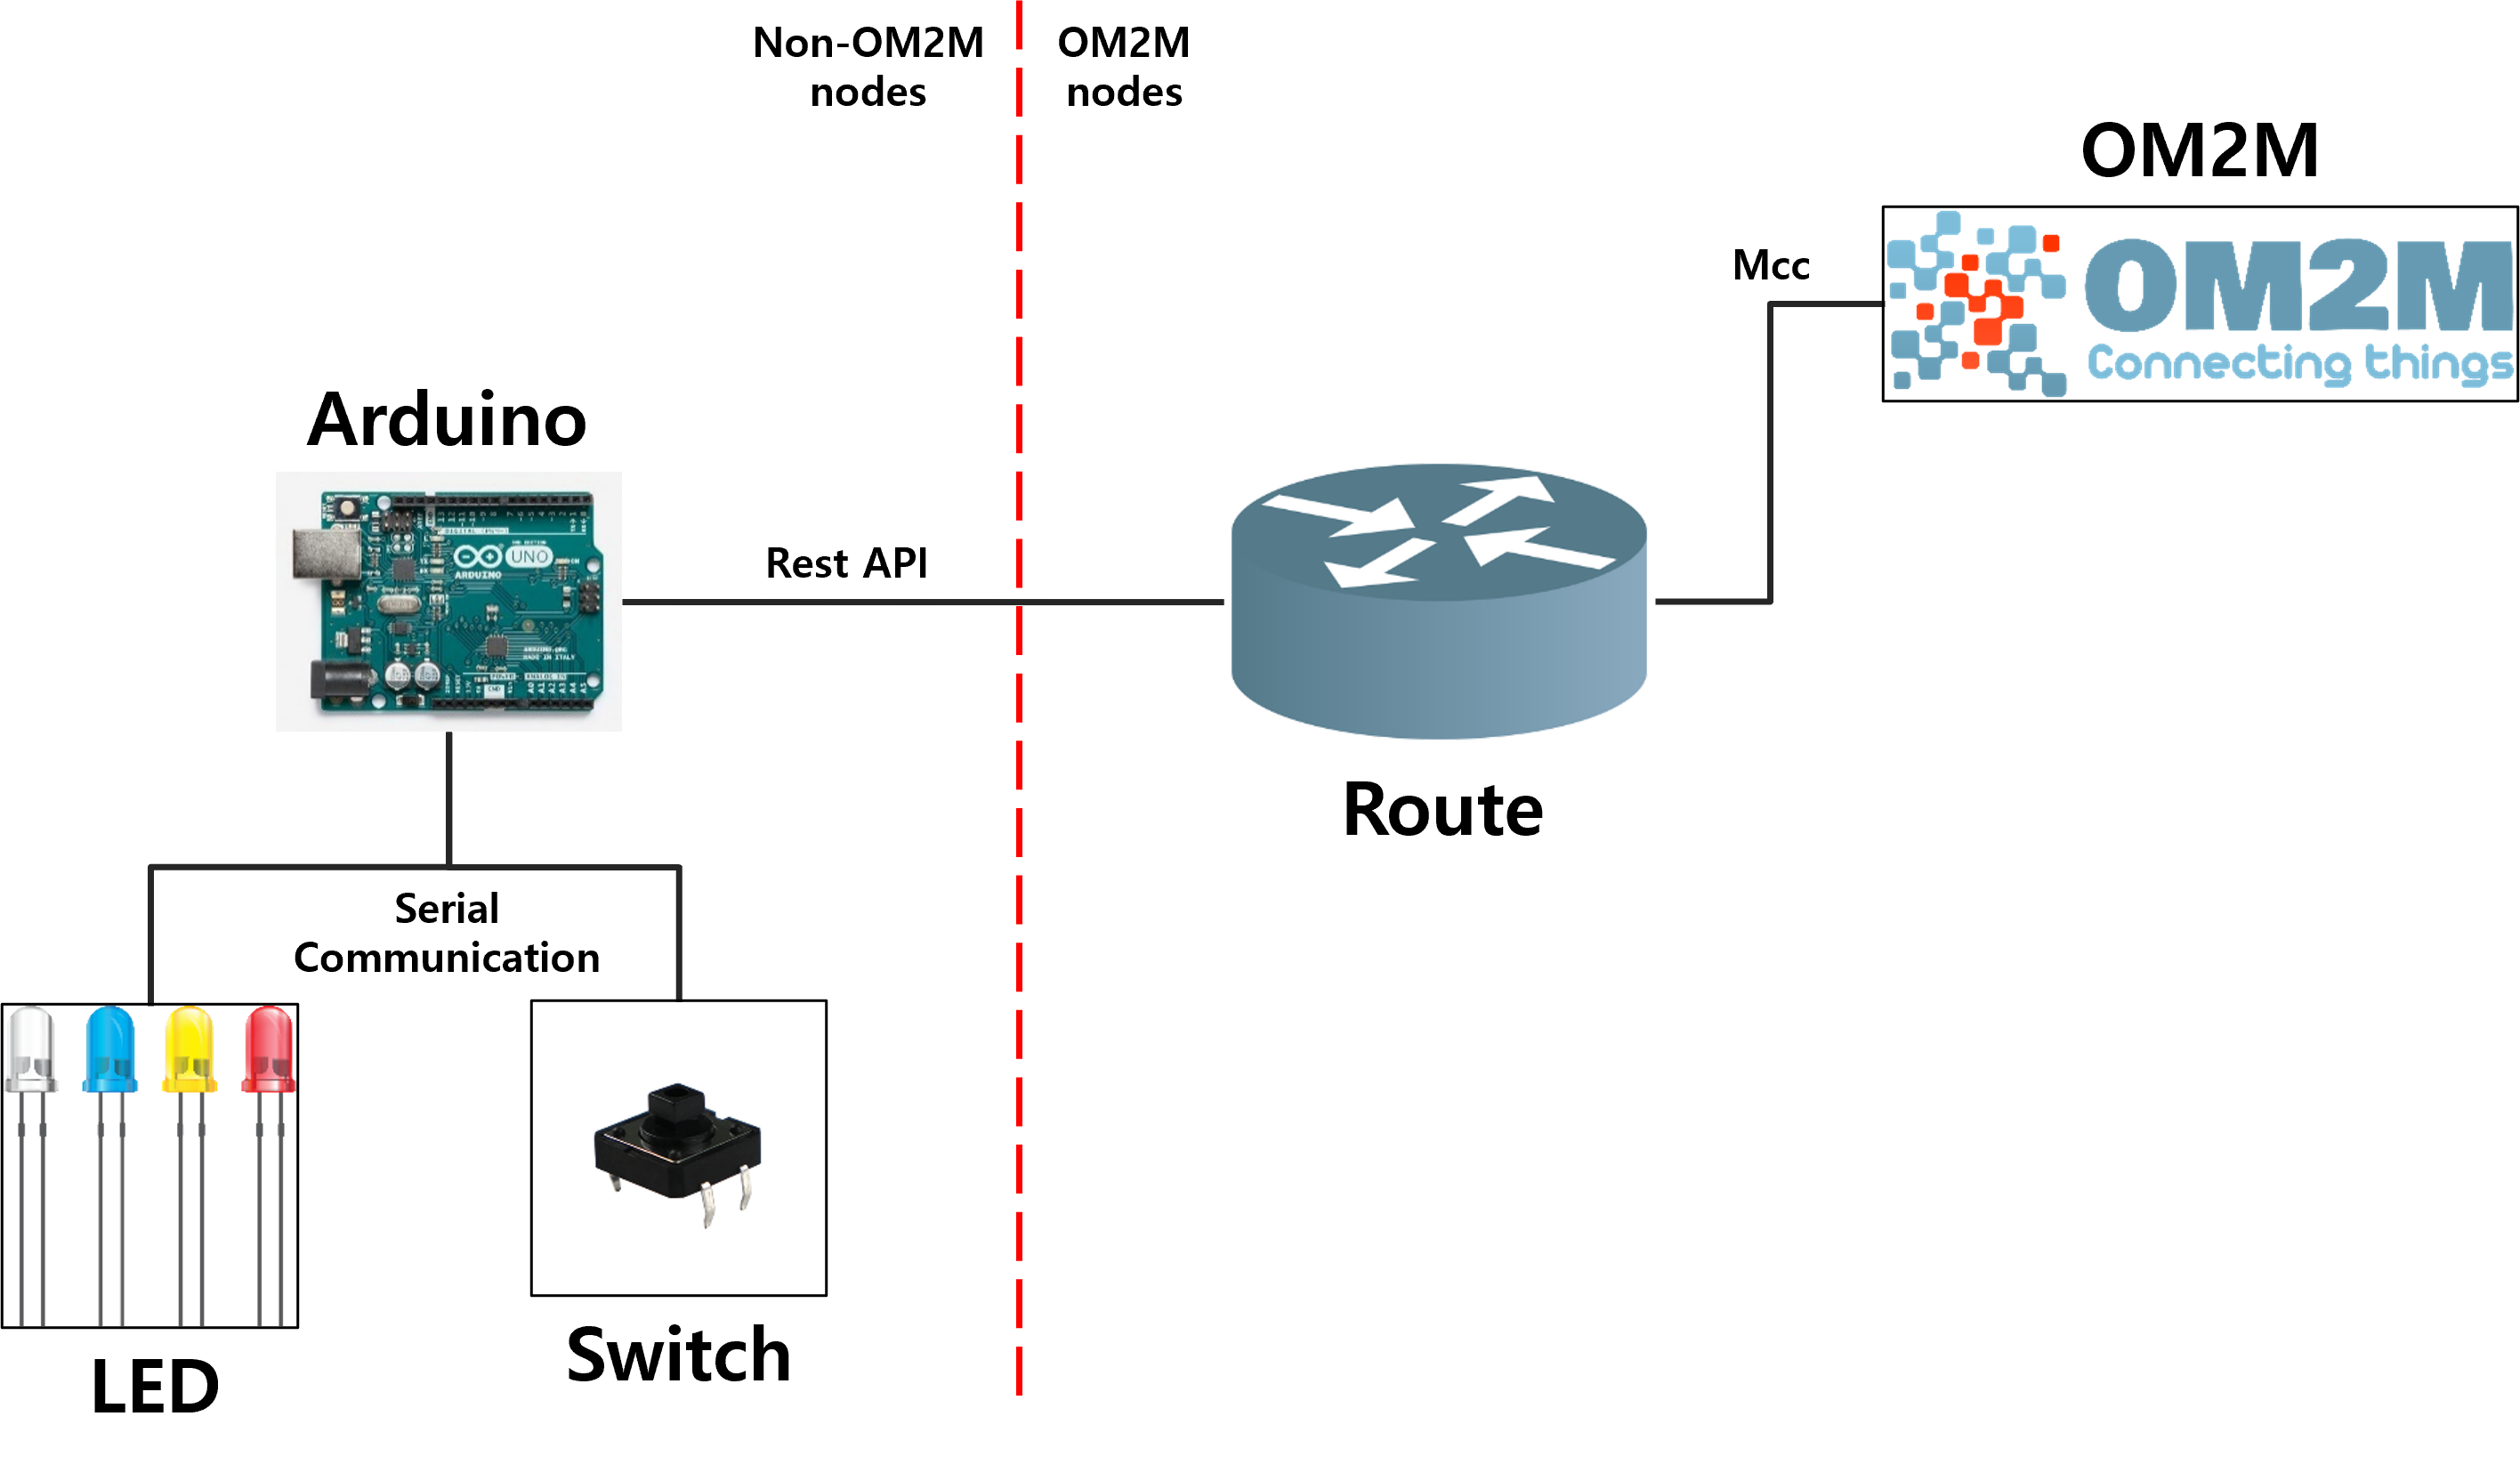 Non-OM2M
nodes
OM2M
nodes
OM2M
Mcc
OM2M
Connecting things
Arduino
UNO
ARDUINO
Rest API
Route
Serial
Communication
LED
Switch